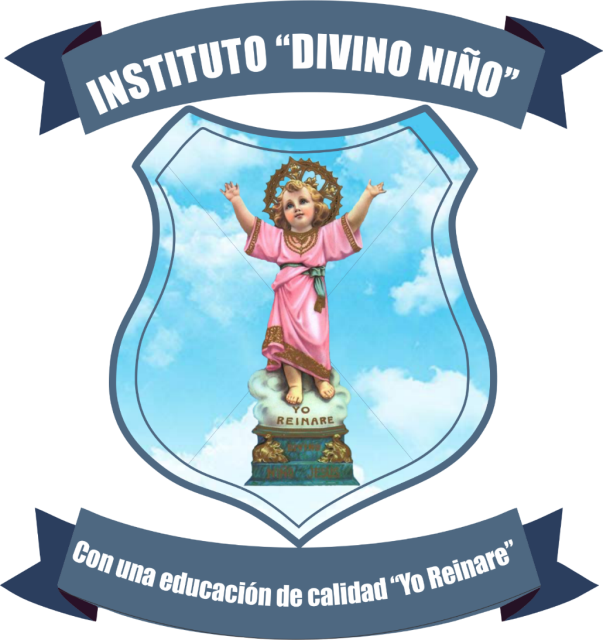 INSTITUTO “DIVINO NIÑO”
YO
REINARE
Con una educación de calidad “Yo Reinare”